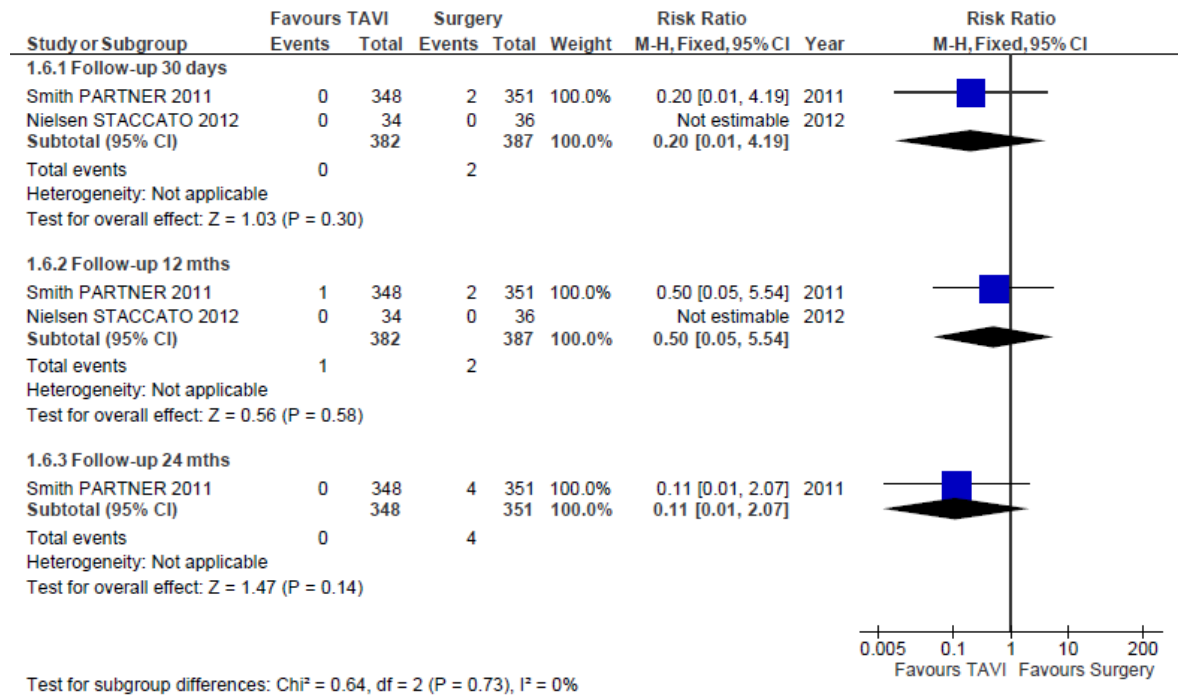 Favours TAVI Surgery Risk Ratio Risk Ratio
Study or Subgroup Events Total Events Total Weight M-H, Fixed, 95% CI Year M-H, Fixed, 95% CI
1.6.1 Follow-up 30 days
Smith PARTNER 2011 0 348 2 351 100.0% 0.20 [0.01, 4.19] 2011
Nielsen STACCATO 2012 0 34 0 36 Not estimable 2012
Subtotal (95% CI) 382 387 100.0% 0.20 [0.01, 4.19]
Total events 0 2
Heterogeneity: Not applicable
Test for overall effect: Z = 1.03 (P = 0.30)
1.6.2 Follow-up 12 mths
Smith PARTNER 2011 1 348 2 351 100.0% 0.50 [0.05, 5.54] 2011
Nielsen STACCATO 2012 0 34 0 36 Not estimable 2012
Subtotal (95% CI) 382 387 100.0% 0.50 [0.05, 5.54]
Total events 1 2
Heterogeneity: Not applicable
Test for overall effect: Z = 0.56 (P = 0.58)
1.6.3 Follow-up 24 mths
Smith PARTNER 2011 0 348 4 351 100.0% 0.11 [0.01, 2.07] 2011
Subtotal (95% CI) 348 351 100.0% 0.11 [0.01, 2.07]
Total events 0 4
Heterogeneity: Not applicable
Test for overall effect: Z = 1.47 (P = 0.14)
0.005 0.1 1 10 200
Favours TAVI Favours Surgery
Test for subgroup differences: Chi² = 0.64, df = 2 (P = 0.73), I² = 0%